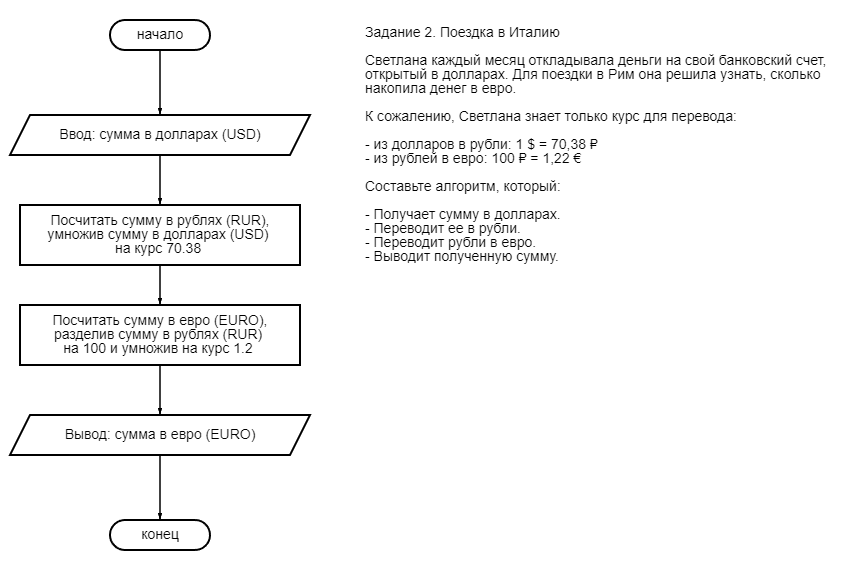 начало
Ввод: сумма в долларах (USD)
Посчитать сумму в рублях (RUR),
умножив сумму в долларах (USD)
на курс 70.38
Посчитать сумму в евро (EURO),
разделив сумму в рублях (RUR)
на 100 и умножив на курс 1.2
Вывод: сумма в евро (EURO)
конец
Задание 2. Поездка в Италию
Светлана каждый месяц откладывала деньги на свой банковский счет,
открытый в долларах. Для поездки в Рим она решила узнать, сколько
накопила денег в евро.
К сожалению, Светлана знает только курс для перевода:
- из долларов в рубли: 1 $ = 70,38 ₽
- из рублей в евро: 100 ₽ = 1,22 €
Составьте алгоритм, который:
- Получает сумму в долларах.
- Переводит ее в рубли.
- Переводит рубли в евро.
- Выводит полученную сумму.